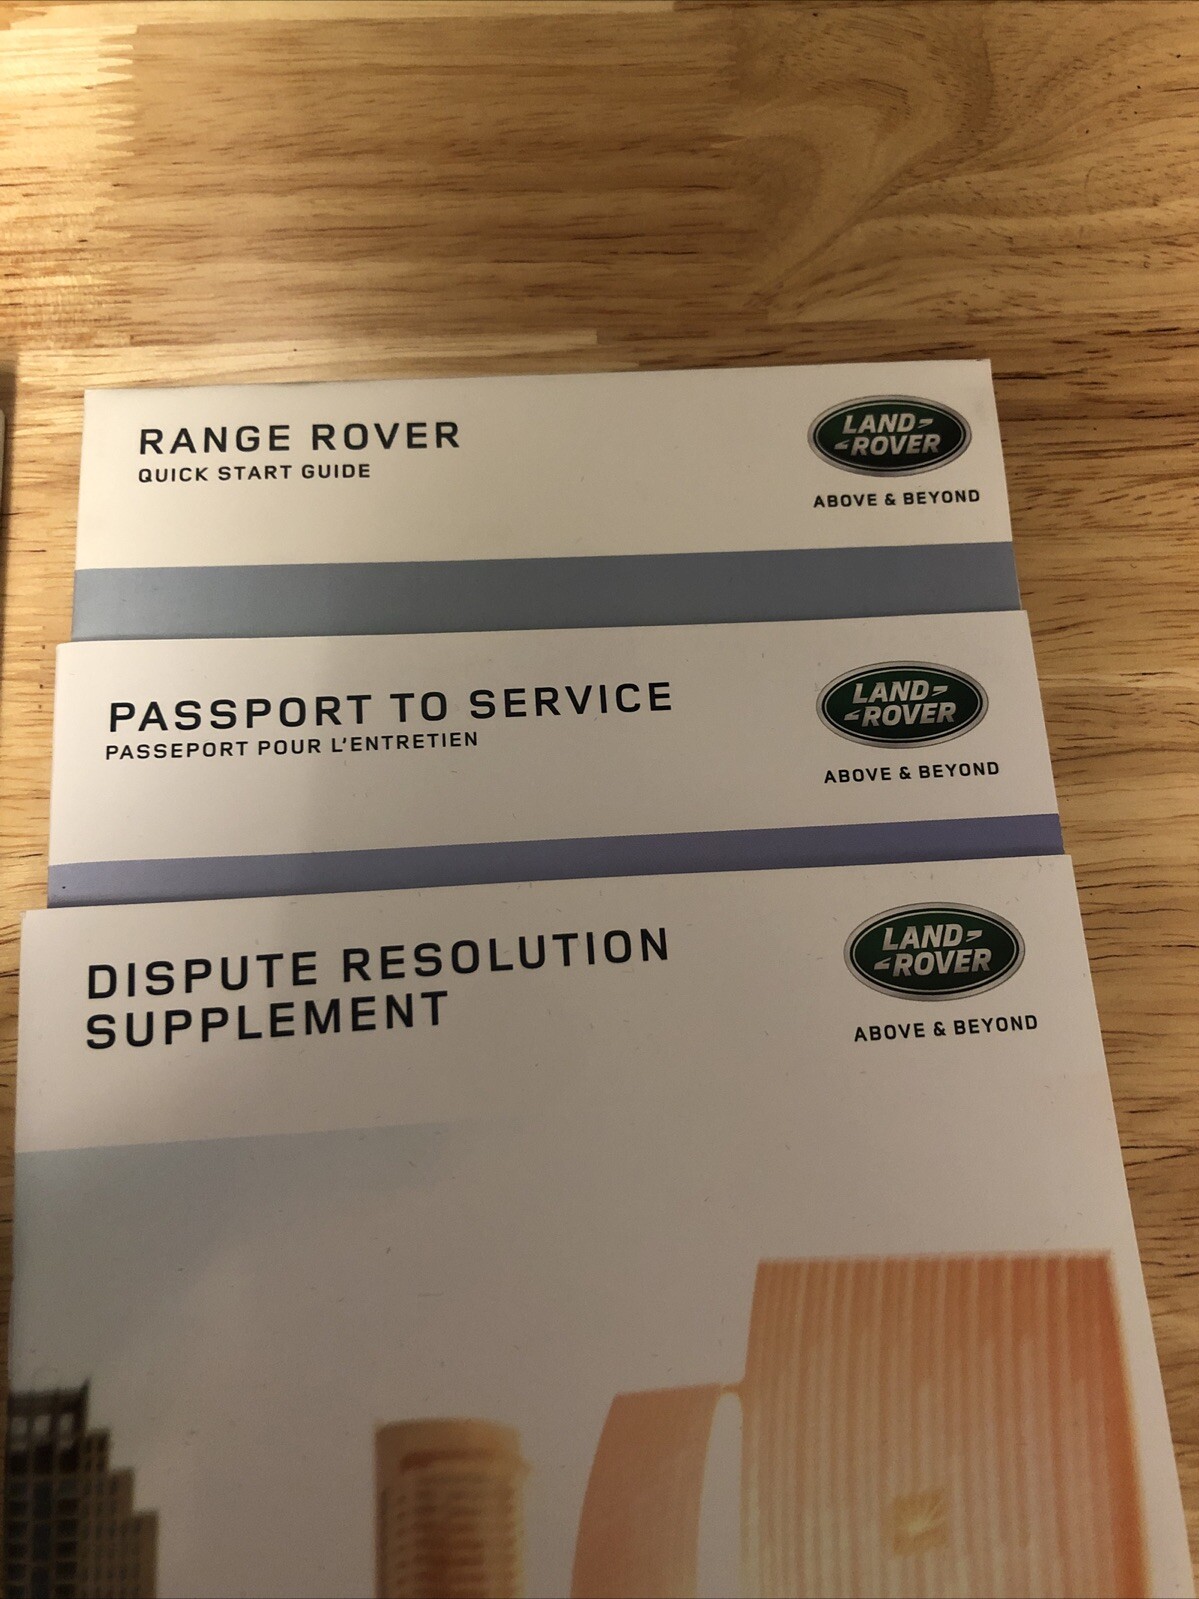 RANGE ROVER
QUICK START GUIDE
LAND
ROVER
ABOVE & BEYOND
PASSPORT TO SERVICE
PASSEPORT POUR L'ENTRETIEN
LAND
ROVER
ABOVE & BEYOND
DISPUTE RESOLUTION
SUPPLEMENT
LAND
ROVER
ABOVE & BEYOND